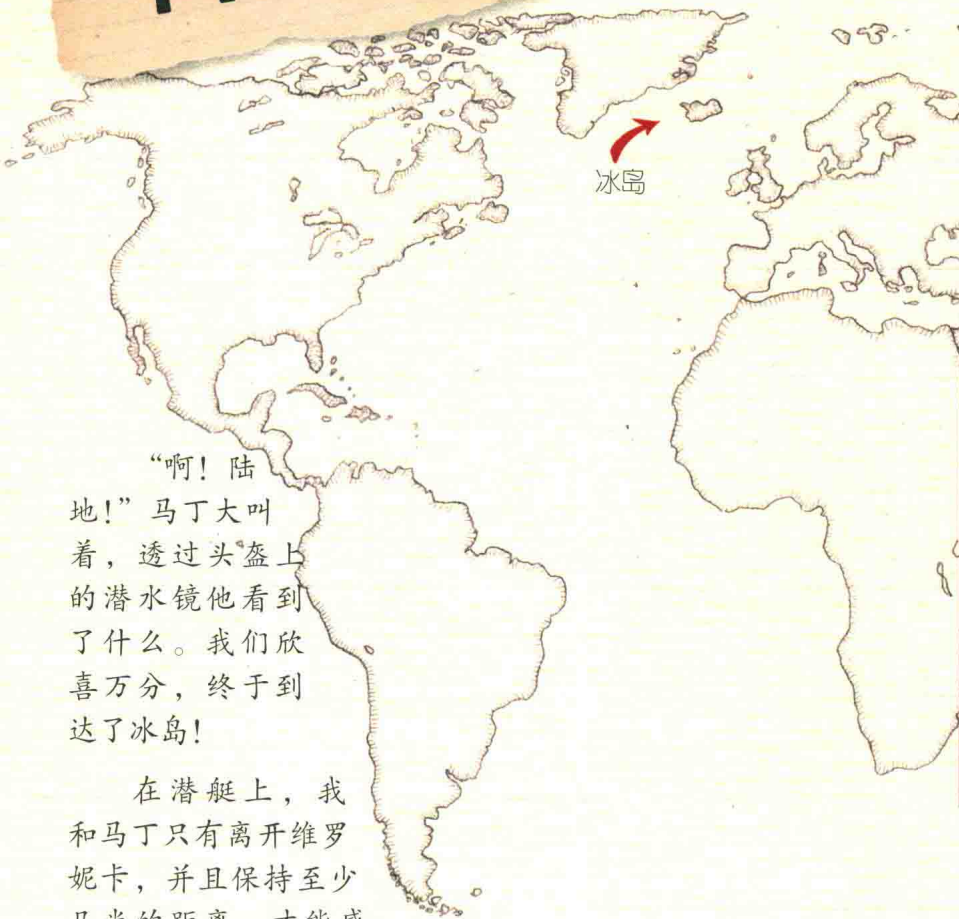 冰岛
“啊！陆
地！”马丁大叫
着，透过头盔上
的潜水镜他看到
了什么。我们欣
喜万分，终于到
达了冰岛！
在潜艇上，我
和马丁只有离开维罗
妮卡，并且保持至少